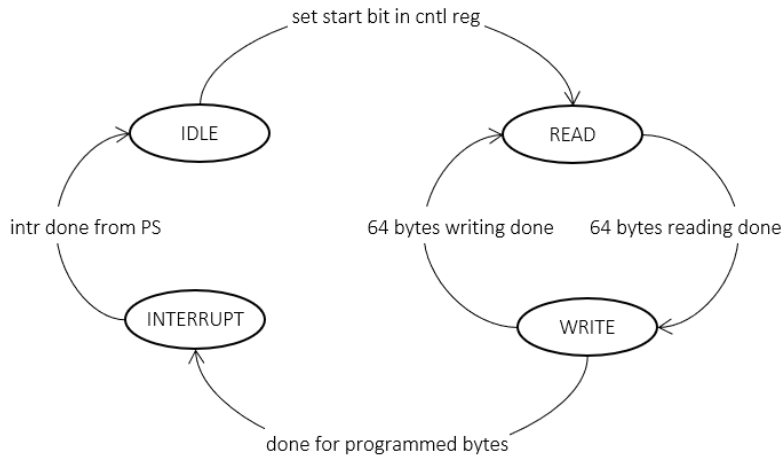 set start bit in cntl reg
IDLE
READ
intr done from PS
64 bytes writing done
64 bytes reading done
INTERRUPT
WRITE
done for programmed bytes